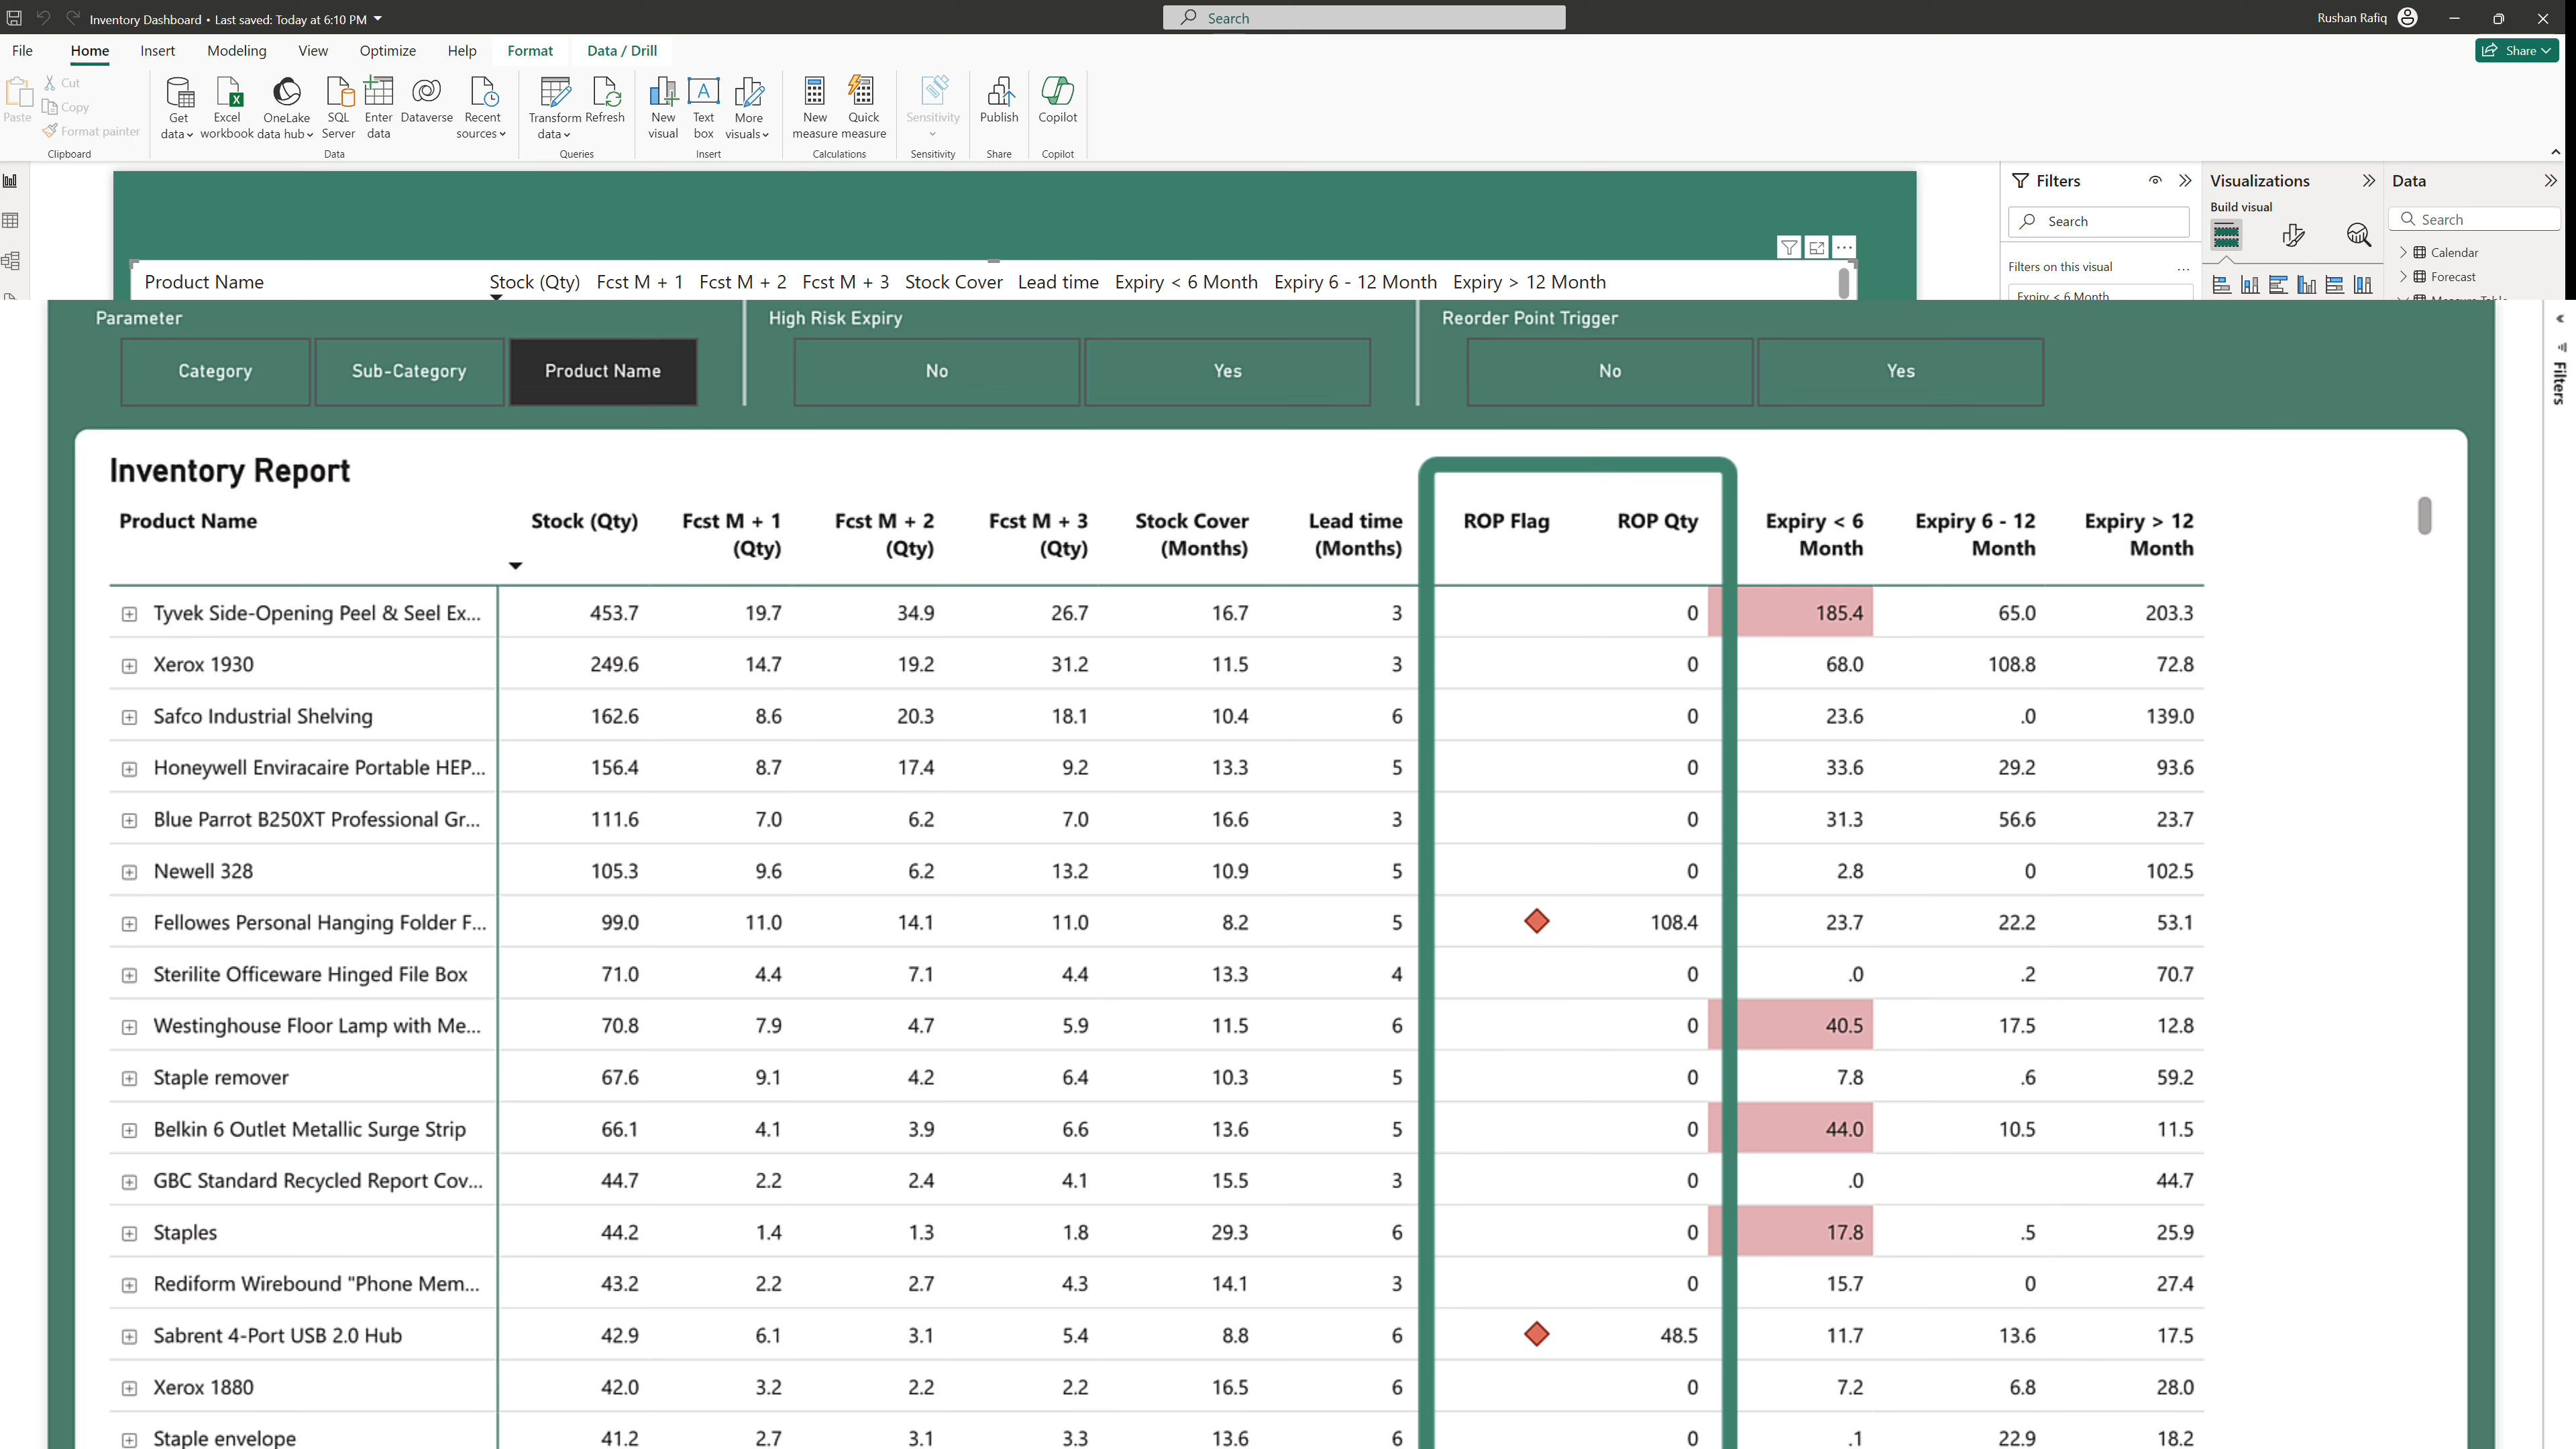 Inventory Dashboard • Last saved: Today at 6:10 PM
Search
Rushan Rafiq
File Home Insert Modeling View Optimize Help Format Data / Drill
Share
Paste
Cut
Copy
Format painter
Clipboard
Get data
Excel workbook
OneLake data hub
SQL Server
Enter data
Dataverse
Recent sources
Data
Transform data
Refresh
Queries
New visual
Text box
More visuals
Insert
New measure
Quick measure
Calculations
Sensitivity
Sensitivity
Publish
Share
Copilot
Copilot
Product Name Stock (Qty) Fcst M + 1 Fcst M + 2 Fcst M + 3 Stock Cover Lead time Expiry < 6 Month Expiry 6 - 12 Month Expiry > 12 Month
Filters
Search
Filters on this visual
...
Expiry < 6 Month
Visualizations
Build visual
Data
Search
Calendar
Forecast
Measure Table
Parameter
Category Sub-Category Product Name
High Risk Expiry
No Yes
Reorder Point Trigger
No Yes
Filters
Inventory Report
Product Name Stock (Qty) Fcst M + 1 (Qty) Fcst M + 2 (Qty) Fcst M + 3 (Qty) Stock Cover (Months) Lead time (Months) ROP Flag ROP Qty Expiry < 6 Month Expiry 6 - 12 Month Expiry > 12 Month
Tyvek Side-Opening Peel & Seel Ex... 453.7 19.7 34.9 26.7 16.7 3 0 185.4 65.0 203.3
Xerox 1930 249.6 14.7 19.2 31.2 11.5 3 0 68.0 108.8 72.8
Safco Industrial Shelving 162.6 8.6 20.3 18.1 10.4 6 0 23.6 .0 139.0
Honeywell Enviracaire Portable HEP... 156.4 8.7 17.4 9.2 13.3 5 0 33.6 29.2 93.6
Blue Parrot B250XT Professional Gr... 111.6 7.0 6.2 7.0 16.6 3 0 31.3 56.6 23.7
Newell 328 105.3 9.6 6.2 13.2 10.9 5 0 2.8 0 102.5
Fellowes Personal Hanging Folder F... 99.0 11.0 14.1 11.0 8.2 5 108.4 23.7 22.2 53.1
Sterilite Officeware Hinged File Box 71.0 4.4 7.1 4.4 13.3 4 0 .0 .2 70.7
Westinghouse Floor Lamp with Me... 70.8 7.9 4.7 5.9 11.5 6 0 40.5 17.5 12.8
Staple remover 67.6 9.1 4.2 6.4 10.3 5 0 7.8 .6 59.2
Belkin 6 Outlet Metallic Surge Strip 66.1 4.1 3.9 6.6 13.6 5 0 44.0 10.5 11.5
GBC Standard Recycled Report Cov... 44.7 2.2 2.4 4.1 15.5 3 0 .0 44.7
Staples 44.2 1.4 1.3 1.8 29.3 6 0 17.8 .5 25.9
Rediform Wirebound "Phone Mem... 43.2 2.2 2.7 4.3 14.1 3 0 15.7 0 27.4
Sabrent 4-Port USB 2.0 Hub 42.9 6.1 3.1 5.4 8.8 6 48.5 11.7 13.6 17.5
Xerox 1880 42.0 3.2 2.2 2.2 16.5 6 0 7.2 6.8 28.0
Staple envelope 41.2 2.7 3.1 3.3 13.6 6 0 .1 22.9 18.2